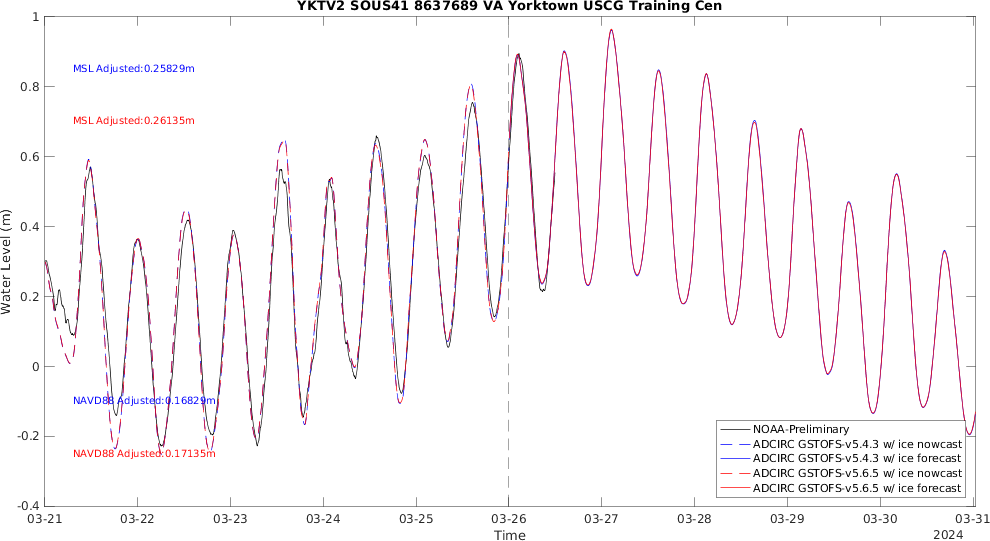 YKTV2 SOUS41 8637689 VA Yorktown USCG Training Cen
MSL Adjusted:0.25829m
MSL Adjusted:0.26135m
NAVD88 Adjusted:0.16829m
NAVD88 Adjusted:0.17135m
Water Level (m)
1
0.8
0.6
0.4
0.2
0
-0.2
-0.4
NOAA-Preliminary
ADCIRC GSTOFS-v5.4.3 w/ ice nowcast
ADCIRC GSTOFS-v5.4.3 w/ ice forecast
ADCIRC GSTOFS-v5.6.5 w/ ice nowcast
ADCIRC GSTOFS-v5.6.5 w/ ice forecast
03-21 03-22 03-23 03-24 03-25 03-26 03-27 03-28 03-29 03-30 03-31
Time
2024